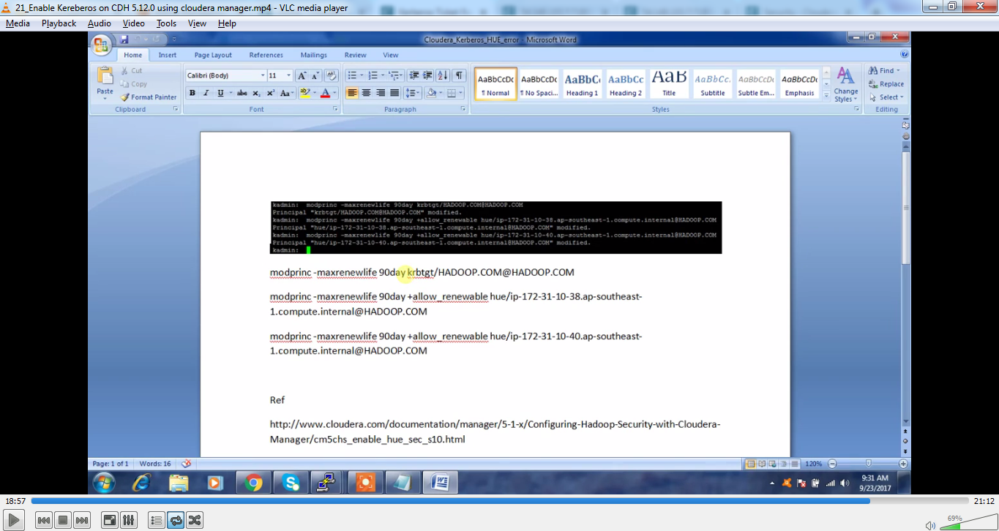 21_Enable Kereberos on CDH 5.12.0 using cloudera manager.mp4 - VLC media player
Media Playback Audio Video Tools View Help
Cloudera_Kerberos_HUE_error - Microsoft Word
Home Insert Page Layout References Mailings Review View
Paste
Cut
Copy
Format Painter
Clipboard
Calibri (Body) 11
Font
Paragraph
AaBbCcDc AaBbCcDc AaBbC AaBbCc AaB AaBbCc. AaBbCcDc AaBbCcDc
¶ Normal ¶ No Spaci... Heading 1 Heading 2 Title Subtitle Subtle Em... Emphasis
Change
Styles
Styles
Find
Replace
Select
Editing
kadmin: modprinc -maxrenewlife 90day krbtgt/HADOOP.COM@HADOOP.COM
Principal "krbtgt/HADOOP.COM@HADOOP.COM" modified.
kadmin: modprinc -maxrenewlife 90day +allow_renewable hue/ip-172-31-10-38.ap-southeast-1.compute.internal@HADOOP.COM
Principal "hue/ip-172-31-10-38.ap-southeast-1.compute.internal@HADOOP.COM" modified.
kadmin: modprinc -maxrenewlife 90day +allow_renewable hue/ip-172-31-10-40.ap-southeast-1.compute.internal@HADOOP.COM
Principal "hue/ip-172-31-10-40.ap-southeast-1.compute.internal@HADOOP.COM" modified.
kadmin:
modprinc -maxrenewlife 90day krbtgt/HADOOP.COM@HADOOP.COM
modprinc -maxrenewlife 90day +allow_renewable hue/ip-172-31-10-38.ap-southeast-
1.compute.internal@HADOOP.COM
modprinc -maxrenewlife 90day +allow_renewable hue/ip-172-31-10-40.ap-southeast-
1.compute.internal@HADOOP.COM
Ref
http://www.cloudera.com/documentation/manager/5-1-x/Configuring-Hadoop-Security-with-Cloudera-
Manager/cm5chs_enable_hue_sec_s10.html
Page: 1 of 1 Words: 16 120%
9:31 AM
9/23/2017
18:57 21:12
69%